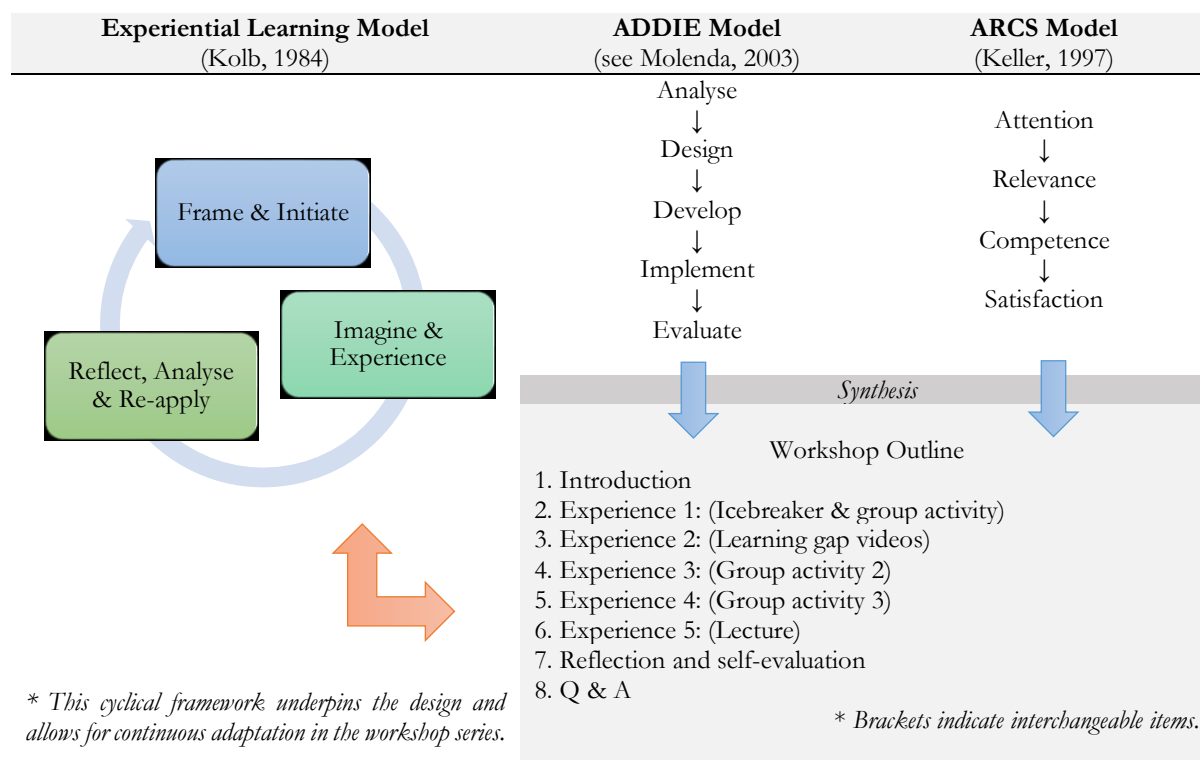 Experiential Learning Model
(Kolb, 1984)
ADDIE Model
(see Molenda, 2003)
ARCS Model
(Keller, 1997)
Frame & Initiate
Imagine &
Experience
Reflect, Analyse
& Re-apply
* This cyclical framework underpins the design and
allows for continuous adaptation in the workshop series.
Analyse
↓
Design
↓
Develop
↓
Implement
↓
Evaluate
Attention
↓
Relevance
↓
Competence
↓
Satisfaction
Synthesis
Workshop Outline
1. Introduction
2. Experience 1: (Icebreaker & group activity)
3. Experience 2: (Learning gap videos)
4. Experience 3: (Group activity 2)
5. Experience 4: (Group activity 3)
6. Experience 5: (Lecture)
7. Reflection and self-evaluation
8. Q & A
* Brackets indicate interchangeable items.